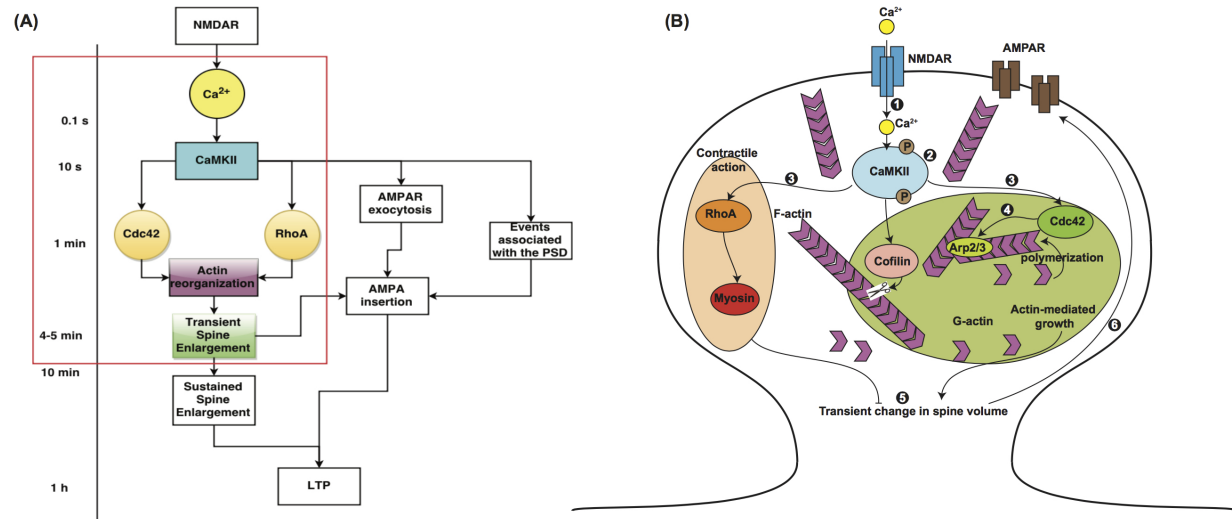 (A)
NMDAR
Ca2+
0.1 s
CaMKII
10 s
AMPAR
exocytosis
Cdc42
RhoA
1 min
Events
associated
with the PSD
Actin
reorganization
AMPA
insertion
Transient
Spine
Enlargement
4-5 min
10 min
Sustained
Spine
Enlargement
LTP
1 h
(B)
Ca2+
NMDAR
AMPAR
1
Ca2+
P
2
CaMKII
P
Contractile
action
3
3
RhoA
F-actin
4
Cdc42
Arp2/3
polymerization
Cofilin
Myosin
G-actin
Actin-mediated
growth
6
5
Transient change in spine volume